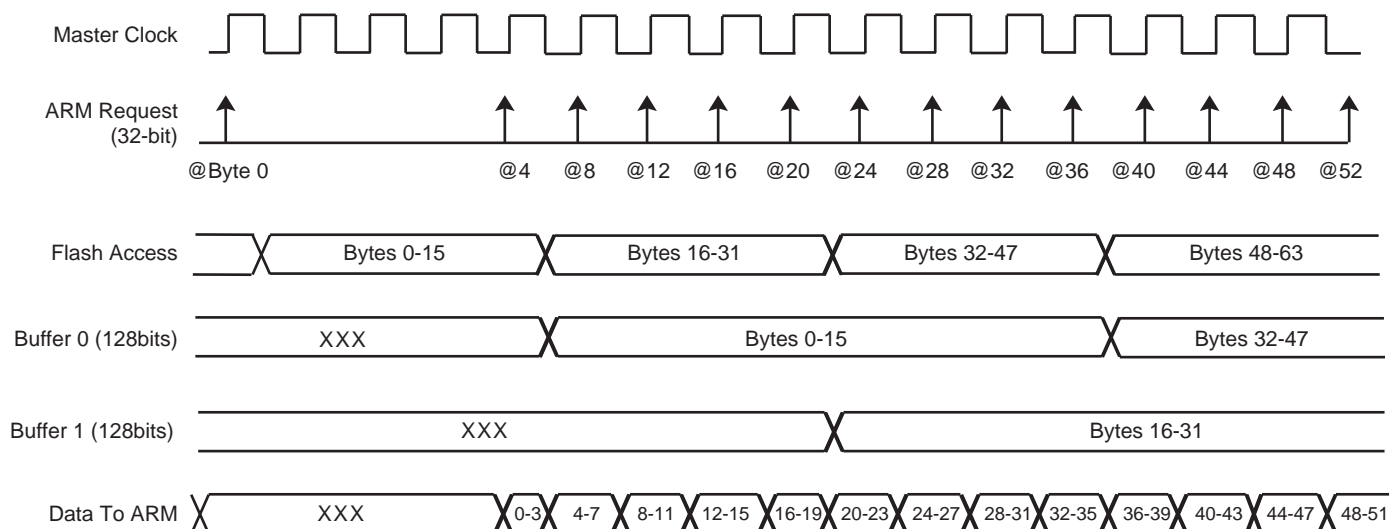 Master Clock
ARM Request
(32-bit)
@Byte 0 @4 @8 @12 @16 @20 @24 @28 @32 @36 @40 @44 @48 @52
Flash Access Bytes 0-15 Bytes 16-31 Bytes 32-47 Bytes 48-63
Buffer 0 (128bits) XXX Bytes 0-15 Bytes 32-47
Buffer 1 (128bits) XXX Bytes 16-31
Data To ARM XXX 0-3 4-7 8-11 12-15 16-19 20-23 24-27 28-31 32-35 36-39 40-43 44-47 48-51